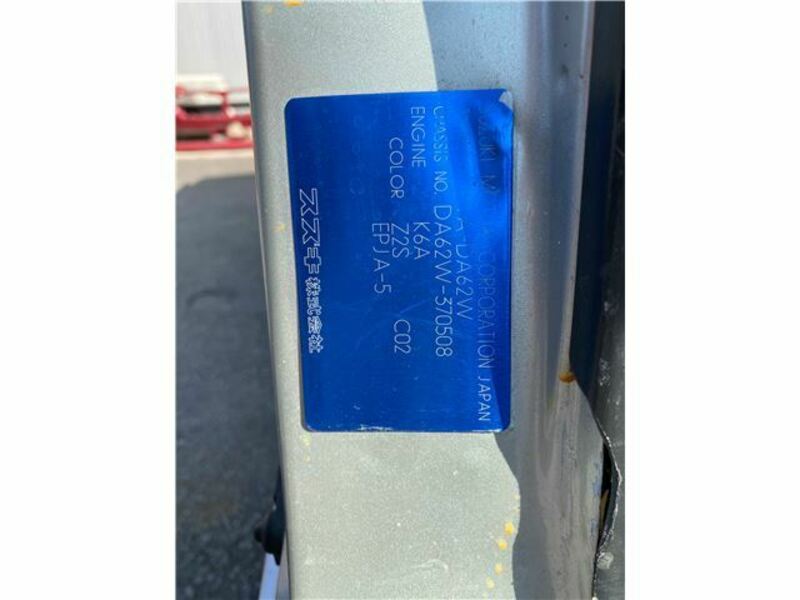 CORPORATION JAPAN
DA62W
CHASSIS NO. DA62W-370508
ENGINE K6A
COLOR Z2S C02
EPJA-5
スズキ株式会社